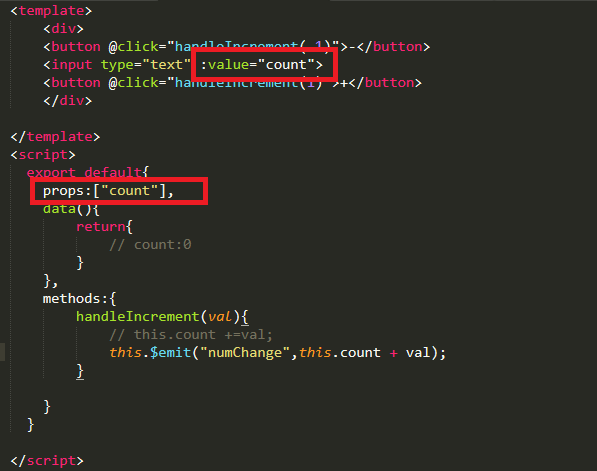 <template>
<div>
<button @click="handleIncrement(-1)">-</button>
<input type="text" :value="count">
<button @click="handleIncrement(1)">+</button>
</div>
</template>
<script>
export default{
props:["count"],
data(){
return{
// count:0
}
},
methods:{
handleIncrement(val){
// this.count +=val;
this.$emit("numChange",this.count + val);
}
}
}
</script>